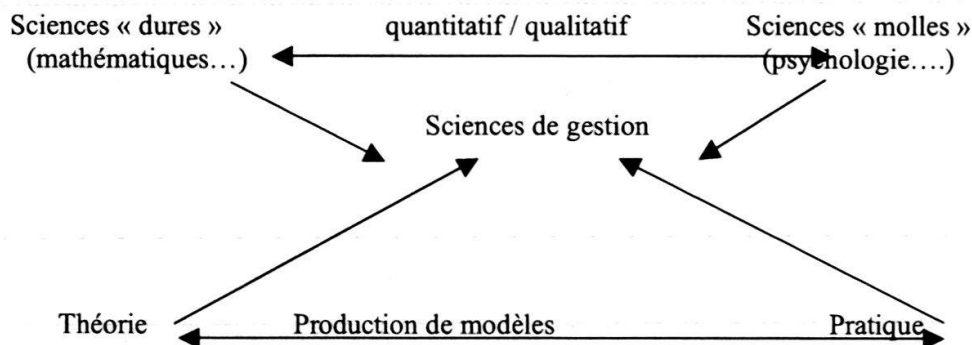 Sciences « dures » quantitatif / qualitatif Sciences « molles »
(mathématiques…) (psychologie….)
Sciences de gestion
Théorie Production de modèles Pratique